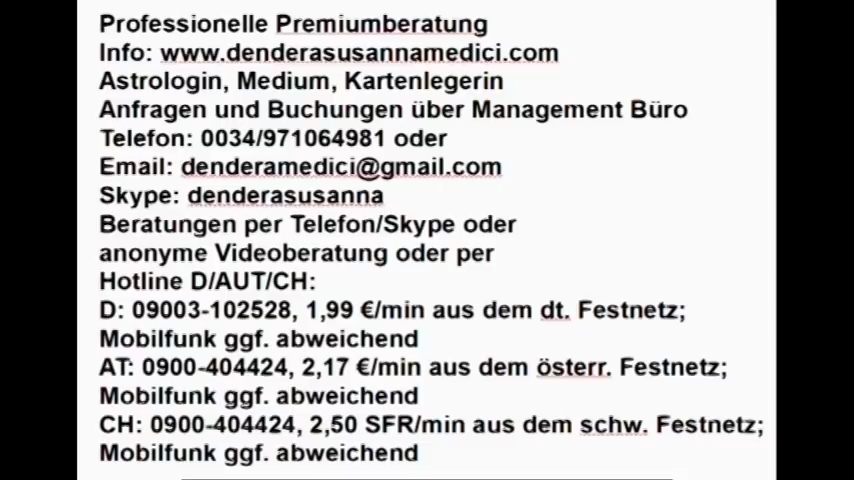 Professionelle Premiumberatung
Info: www.denderasusannamedici.com
Astrologin, Medium, Kartenlegerin
Anfragen und Buchungen über Management Büro
Telefon: 0034/971064981 oder
Email: denderamedici@gmail.com
Skype: denderasusanna
Beratungen per Telefon/Skype oder
anonyme Videoberatung oder per
Hotline D/AUT/CH:
D: 09003-102528, 1,99 €/min aus dem dt. Festnetz;
Mobilfunk ggf. abweichend
AT: 0900-404424, 2,17 €/min aus dem österr. Festnetz;
Mobilfunk ggf. abweichend
CH: 0900-404424, 2,50 SFR/min aus dem schw. Festnetz;
Mobilfunk ggf. abweichend